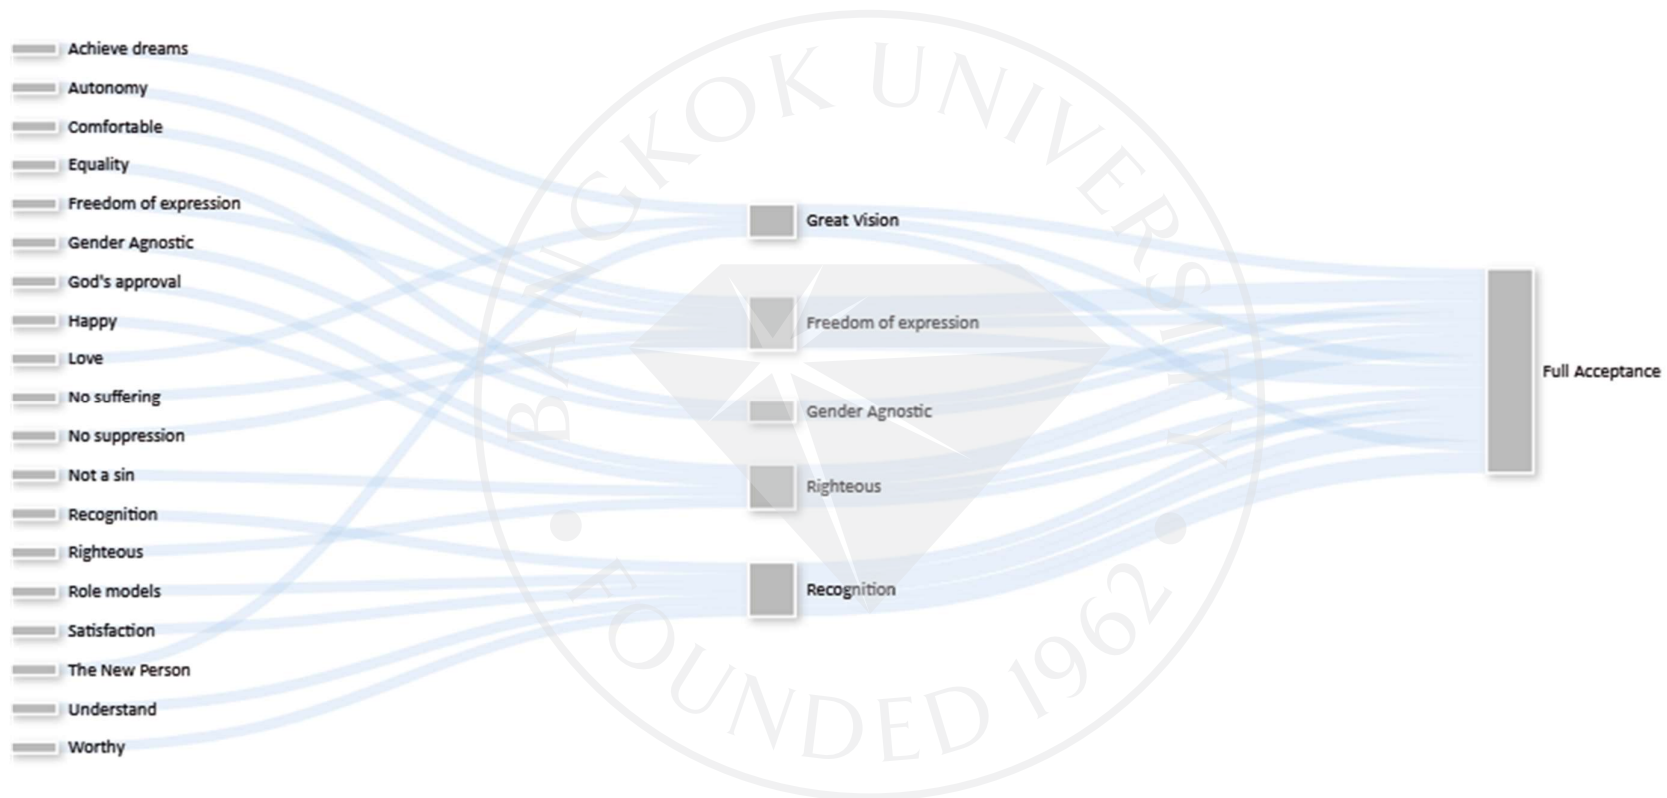 Achieve dreams
Autonomy
Comfortable
Equality
Freedom of expression
Gender Agnostic
God's approval
Happy
Love
No suffering
No suppression
Not a sin
Recognition
Righteous
Role models
Satisfaction
The New Person
Understand
Worthy
Great Vision
Freedom of expression
Gender Agnostic
Righteous
Recognition
Full Acceptance
BANGKOK UNIVERSITY
FOUNDED 1962